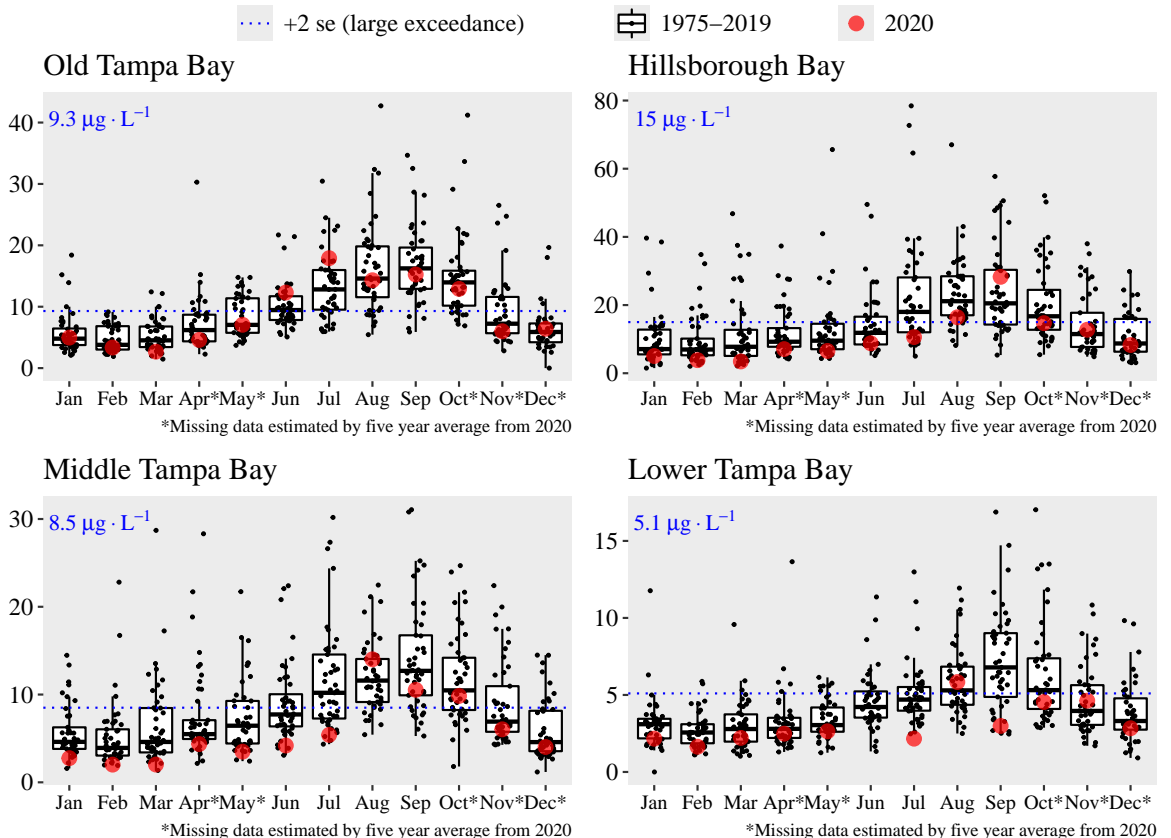 +2 se (large exceedance) 1975–2019 2020
Old Tampa Bay
9.3 μg · L⁻¹
40
30
20
10
0
Jan Feb Mar Apr* May* Jun Jul Aug Sep Oct* Nov* Dec*
*Missing data estimated by five year average from 2020
Hillsborough Bay
15 μg · L⁻¹
80
60
40
20
0
Jan Feb Mar Apr* May* Jun Jul Aug Sep Oct* Nov* Dec*
*Missing data estimated by five year average from 2020
Middle Tampa Bay
8.5 μg · L⁻¹
30
20
10
0
Jan Feb Mar Apr* May* Jun Jul Aug Sep Oct* Nov* Dec*
*Missing data estimated by five year average from 2020
Lower Tampa Bay
5.1 μg · L⁻¹
15
10
5
0
Jan Feb Mar Apr* May* Jun Jul Aug Sep Oct* Nov* Dec*
*Missing data estimated by five year average from 2020